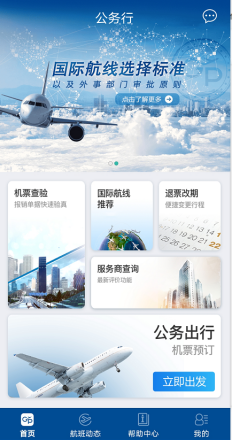 公务行
国际航线选择标准
以及外事部门审批原则
点击了解更多
机票查验
报销单据快速验真
国际航线
推荐
退票改期
便捷变更行程
服务商查询
最新评价功能
公务出行
机票预订
立即出发
首页
航班动态
帮助中心
我的